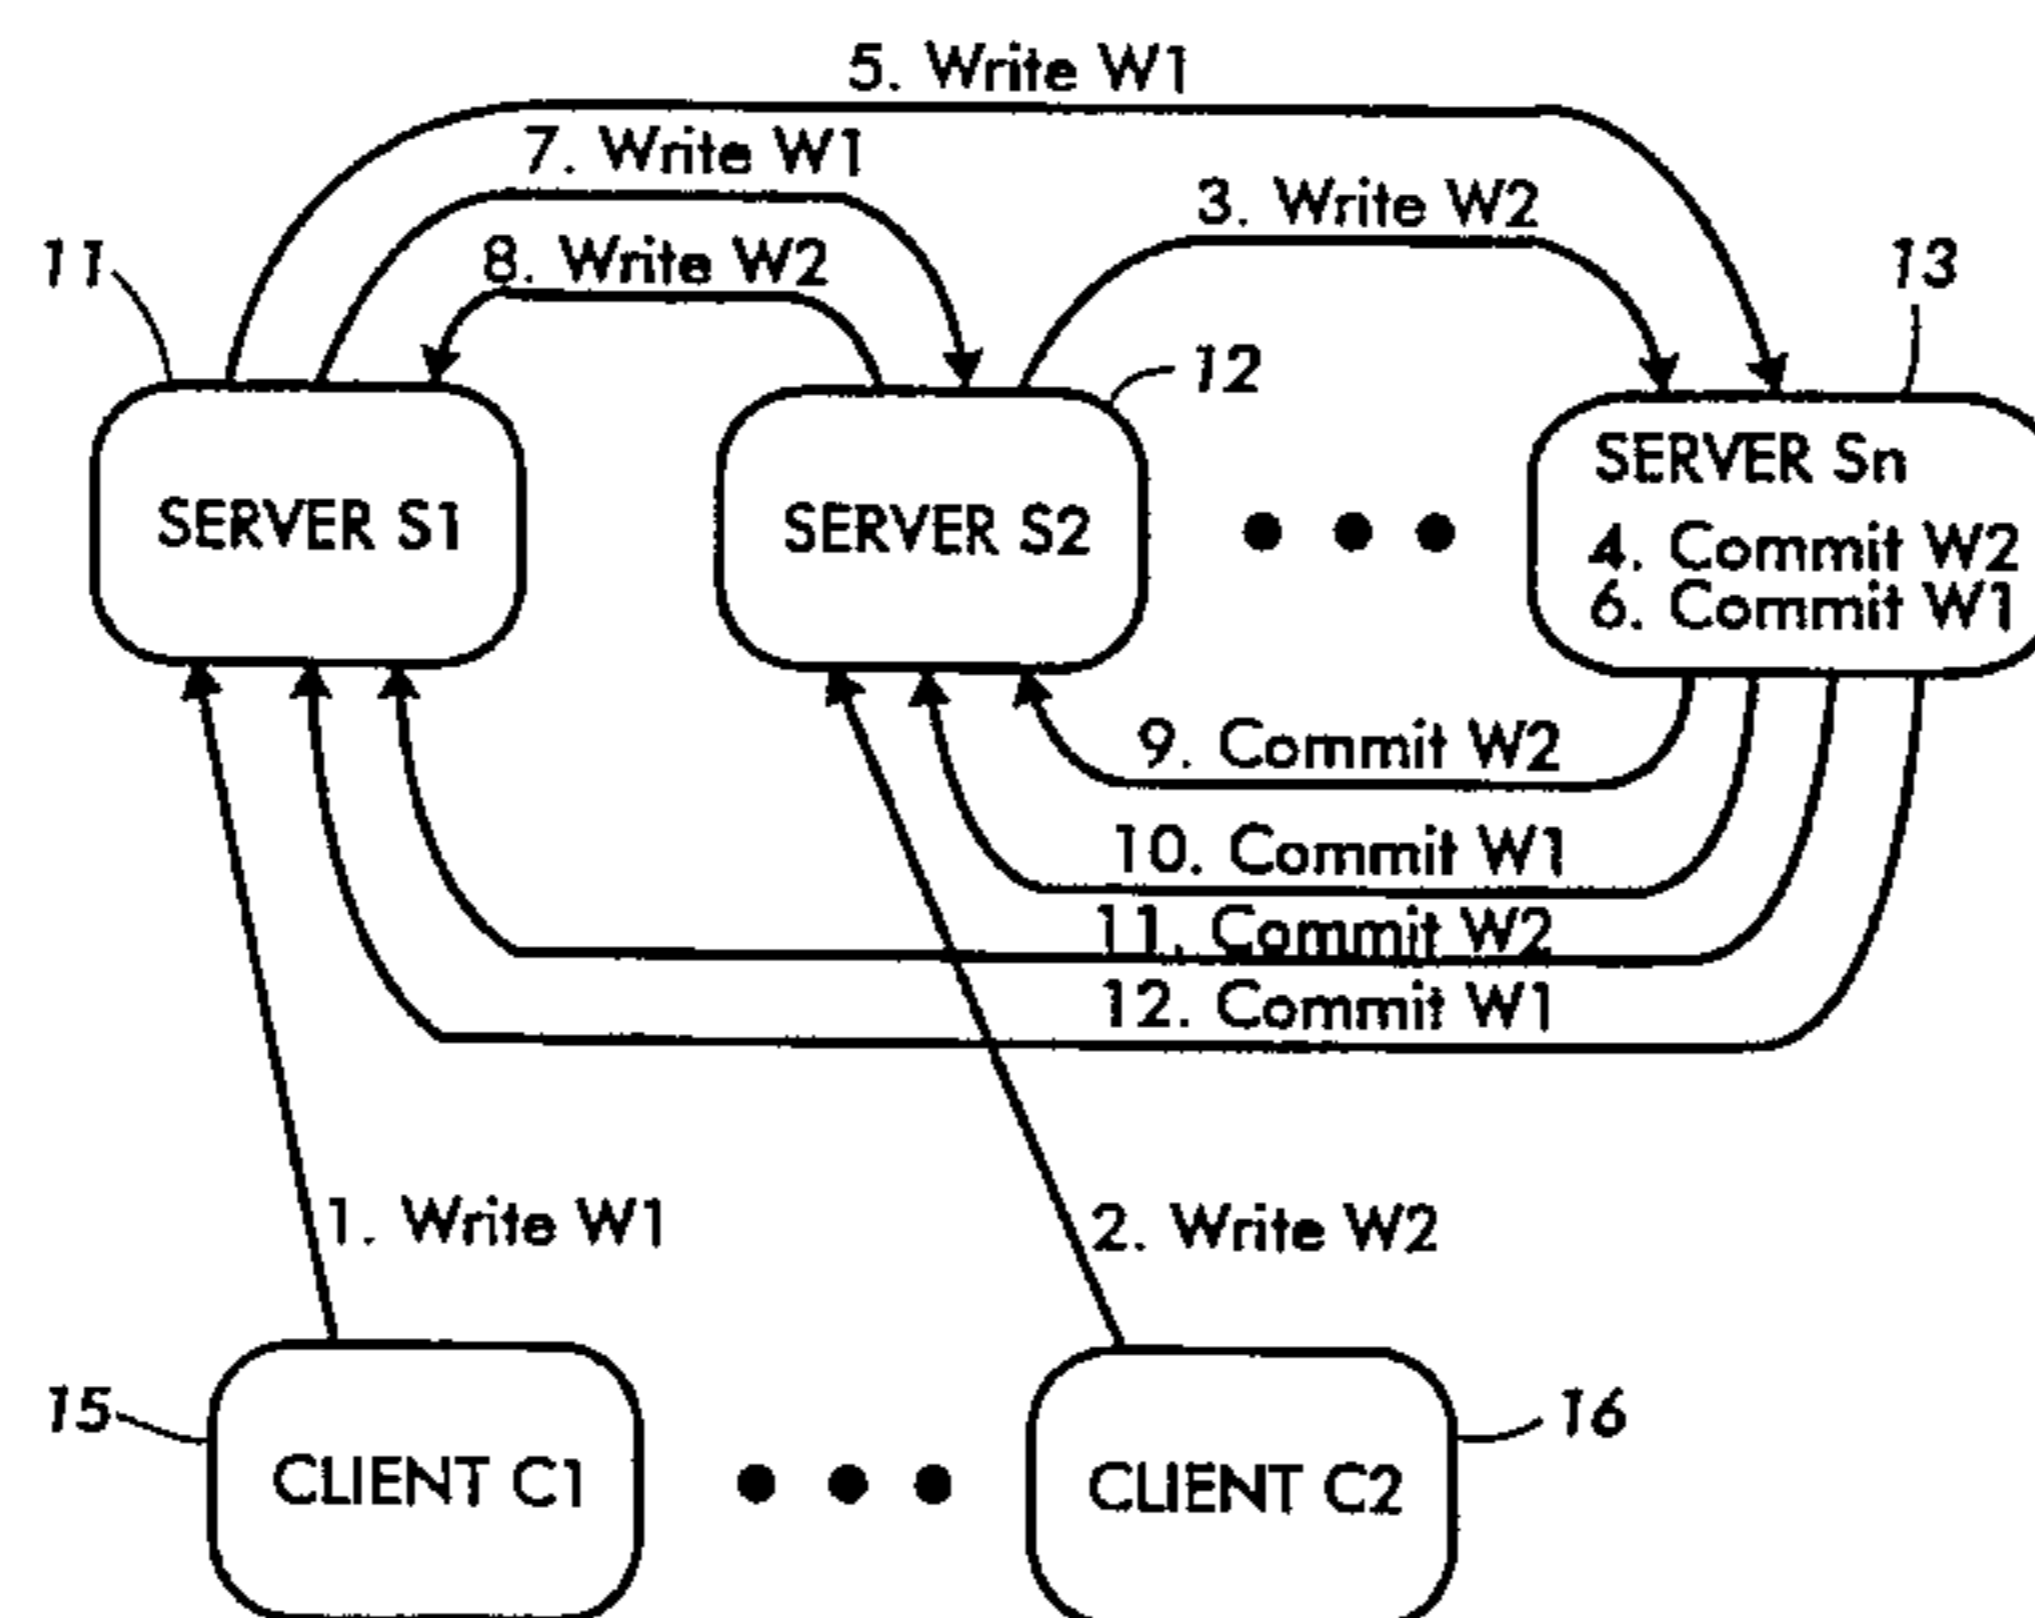 5. Write W1
7. Write W1
3. Write W2
11
8. Write W2
13
12
SERVER S1
SERVER S2
SERVER Sn
4. Commit W2
6. Commit W1
9. Commit W2
10. Commit W1
11. Commit W2
12. Commit W1
1. Write W1
2. Write W2
15
16
CLIENT C1
CLIENT C2